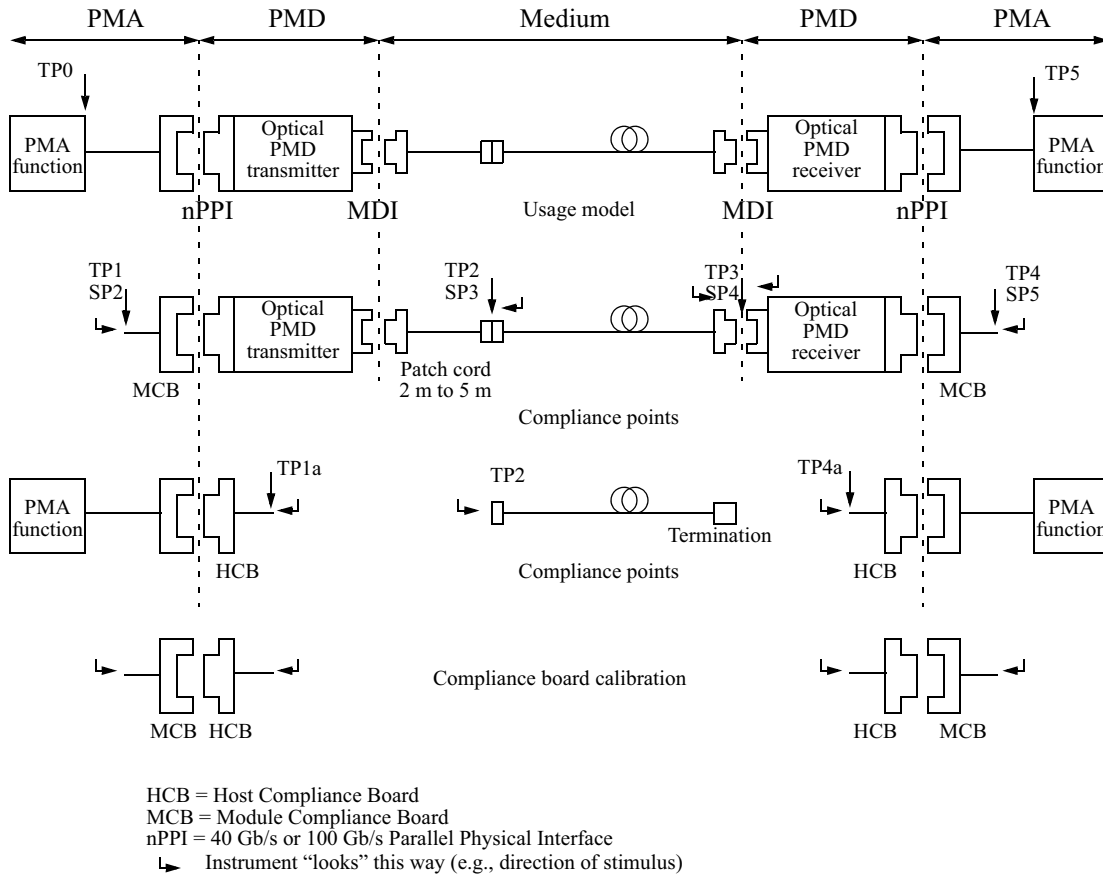 PMA PMD Medium PMD PMA
TP0 TP5
PMA
function
Optical
PMD
transmitter
Optical
PMD
receiver
PMA
function
nPPI MDI Usage model MDI nPPI
TP1
SP2
TP2
SP3
TP3
SP4
TP4
SP5
Optical
PMD
transmitter
Optical
PMD
receiver
MCB
Patch cord
2 m to 5 m
MCB
Compliance points
TP1a TP2 TP4a
PMA
function
PMA
function
Termination
HCB Compliance points HCB
Compliance board calibration
MCB HCB HCB MCB
HCB = Host Compliance Board
MCB = Module Compliance Board
nPPI = 40 Gb/s or 100 Gb/s Parallel Physical Interface
Instrument “looks” this way (e.g., direction of stimulus)